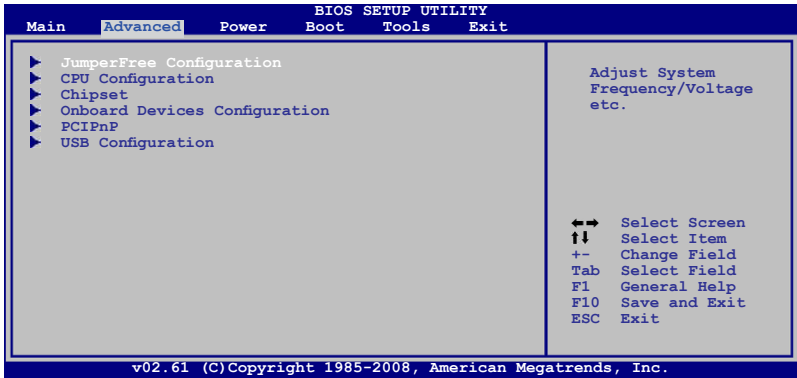 BIOS SETUP UTILITY
Main Advanced Power Boot Tools Exit
JumperFree Configuration
CPU Configuration
Chipset
Onboard Devices Configuration
PCIPnP
USB Configuration
Adjust System
Frequency/Voltage
etc.
←→ Select Screen
↑↓ Select Item
+- Change Field
Tab Select Field
F1 General Help
F10 Save and Exit
ESC Exit
v02.61 (C)Copyright 1985-2008, American Megatrends, Inc.